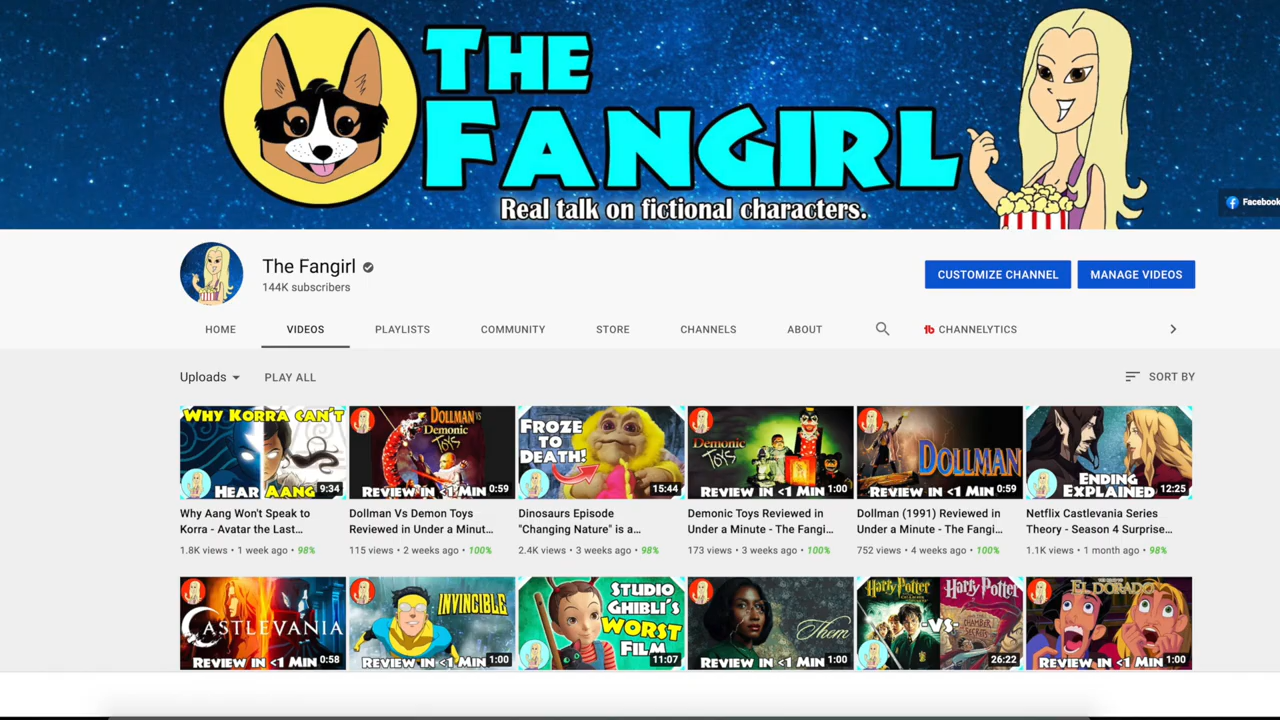 THE
FANGIRL
Real talk on fictional characters.
Facebook
The Fangirl
144K subscribers
CUSTOMIZE CHANNEL
MANAGE VIDEOS
HOME
VIDEOS
PLAYLISTS
COMMUNITY
STORE
CHANNELS
ABOUT
tb CHANNELYTICS
Uploads
PLAY ALL
SORT BY
WHY KORRA CAN'T
HEAR AANG
9:34
DOLLMAN VS
DEMONIC
TOYS
REVIEW IN <1 MIN 0:59
FROZE
TO
DEATH!
15:44
DEMONIC
TOYS
REVIEW IN <1 MIN 1:00
DOLLMAN
REVIEW IN <1 MIN 0:59
ENDING
EXPLAINED 12:25
Why Aang Won't Speak to
Korra - Avatar the Last...
1.8K views • 1 week ago • 98%
Dollman Vs Demon Toys
Reviewed in Under a Minut...
115 views • 2 weeks ago • 100%
Dinosaurs Episode
"Changing Nature" is a...
2.4K views • 3 weeks ago • 98%
Demonic Toys Reviewed in
Under a Minute - The Fangi...
173 views • 3 weeks ago • 100%
Dollman (1991) Reviewed in
Under a Minute - The Fangi...
752 views • 4 weeks ago • 100%
Netflix Castlevania Series
Theory - Season 4 Surprise...
1.1K views • 1 month ago • 98%
CASTLEVANIA
REVIEW IN <1 MIN 0:58
INVINCIBLE
REVIEW IN <1 MIN 1:00
STUDIO
GHIBLI'S
WORST
FILM
11:07
Them
REVIEW IN <1 MIN 1:00
Harry Potter
-VS-
Harry Potter
CHAMBER
SECRETS
26:22
EL DORADO
REVIEW IN <1 MIN 1:00